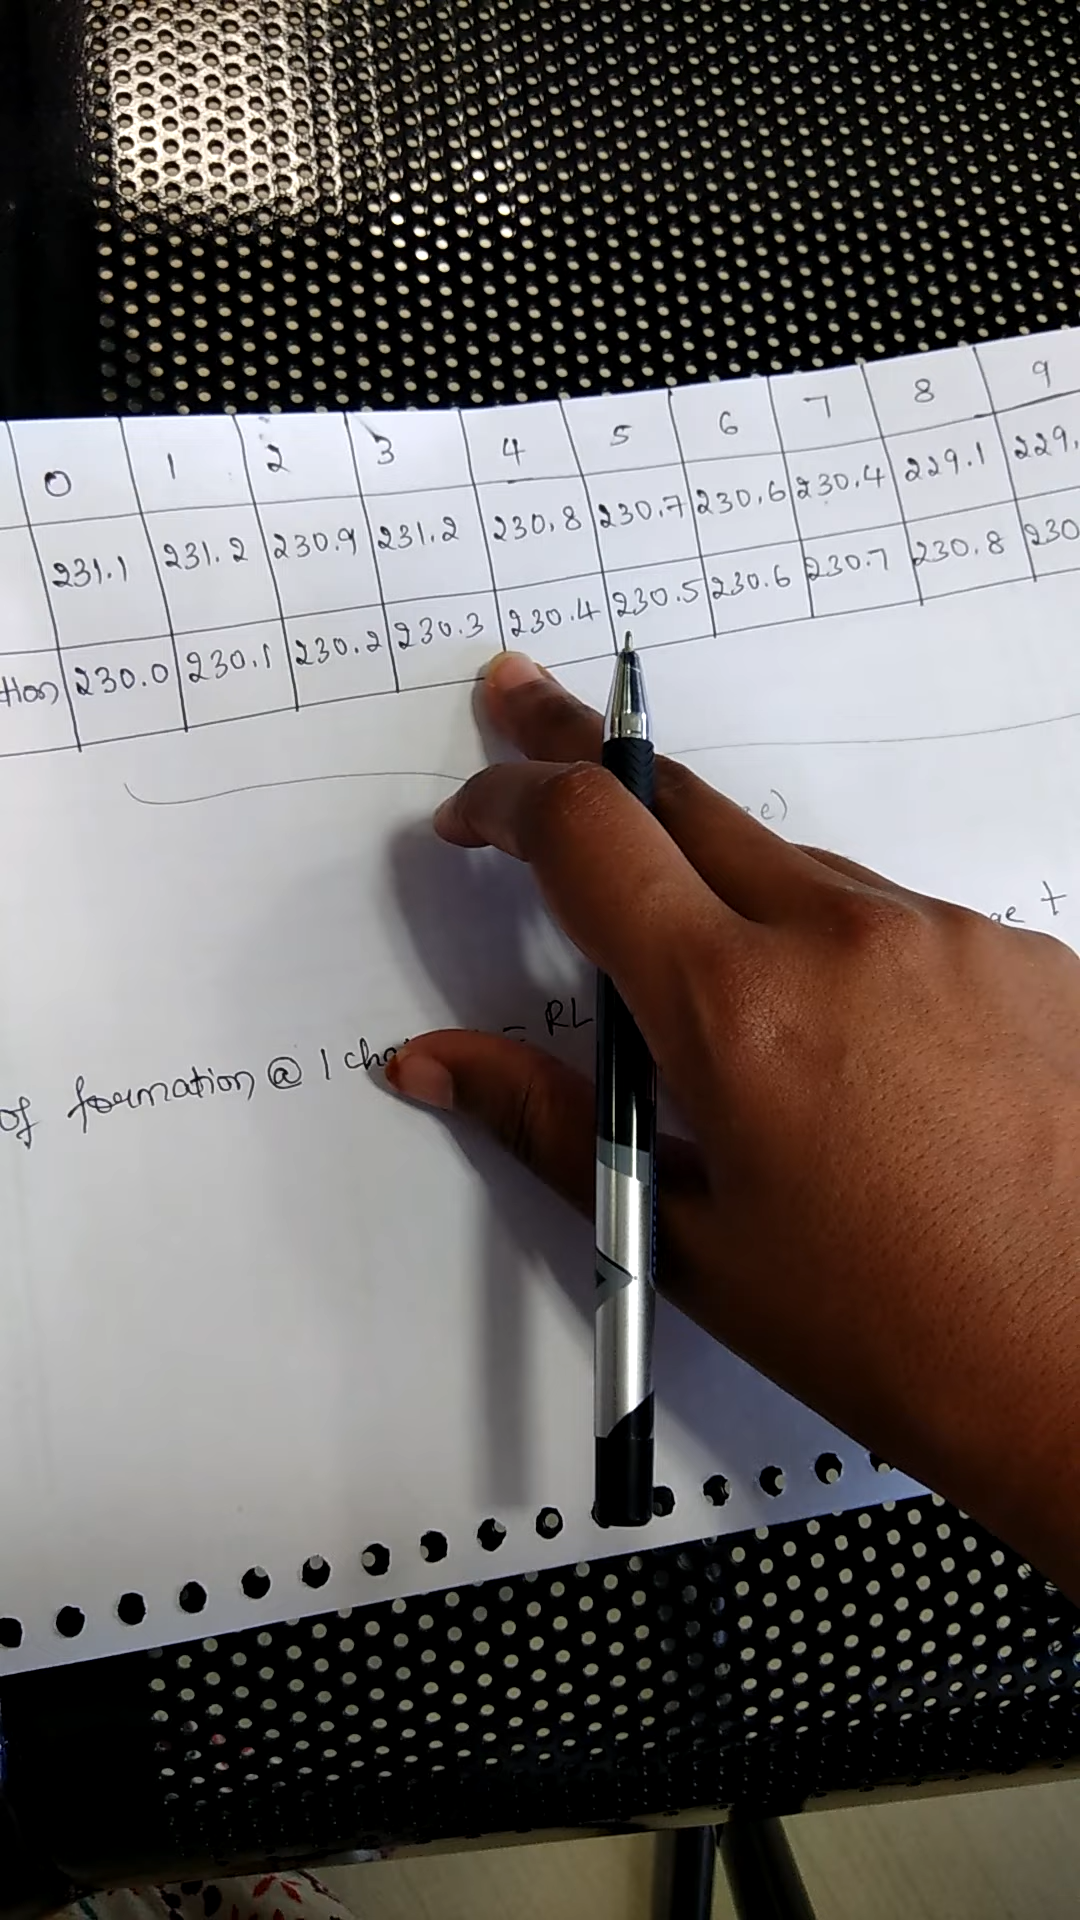 0 1 2 3 4 5 6 7 8 9
231.1 231.2 230.9 231.2 230.8 230.7 230.6 230.4 229.1 229.
230.0 230.1 230.2 230.3 230.4 230.5 230.6 230.7 230.8 230
e)
+
of formation @ 1 = RL